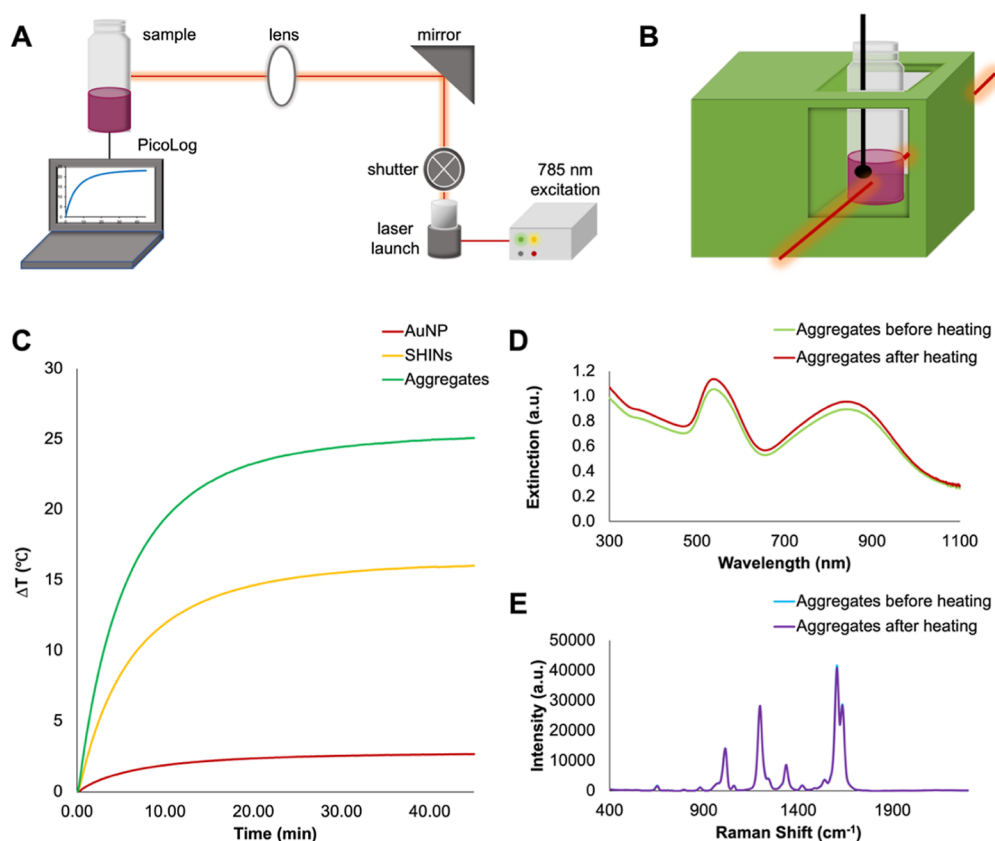 A
sample
lens
mirror
PicoLog
shutter
785 nm
excitation
laser
launch
B
C
AuNP
SHINs
Aggregates
30
25
20
15
10
5
0
ΔT (°C)
0.00
10.00
20.00
30.00
40.00
Time (min)
D
Aggregates before heating
Aggregates after heating
1.2
1.0
0.8
0.6
0.4
0.2
0.0
Extinction (a.u.)
300
500
700
900
1100
Wavelength (nm)
E
Aggregates before heating
Aggregates after heating
50000
40000
30000
20000
10000
0
Intensity (a.u.)
400
900
1400
1900
Raman Shift (cm⁻¹)